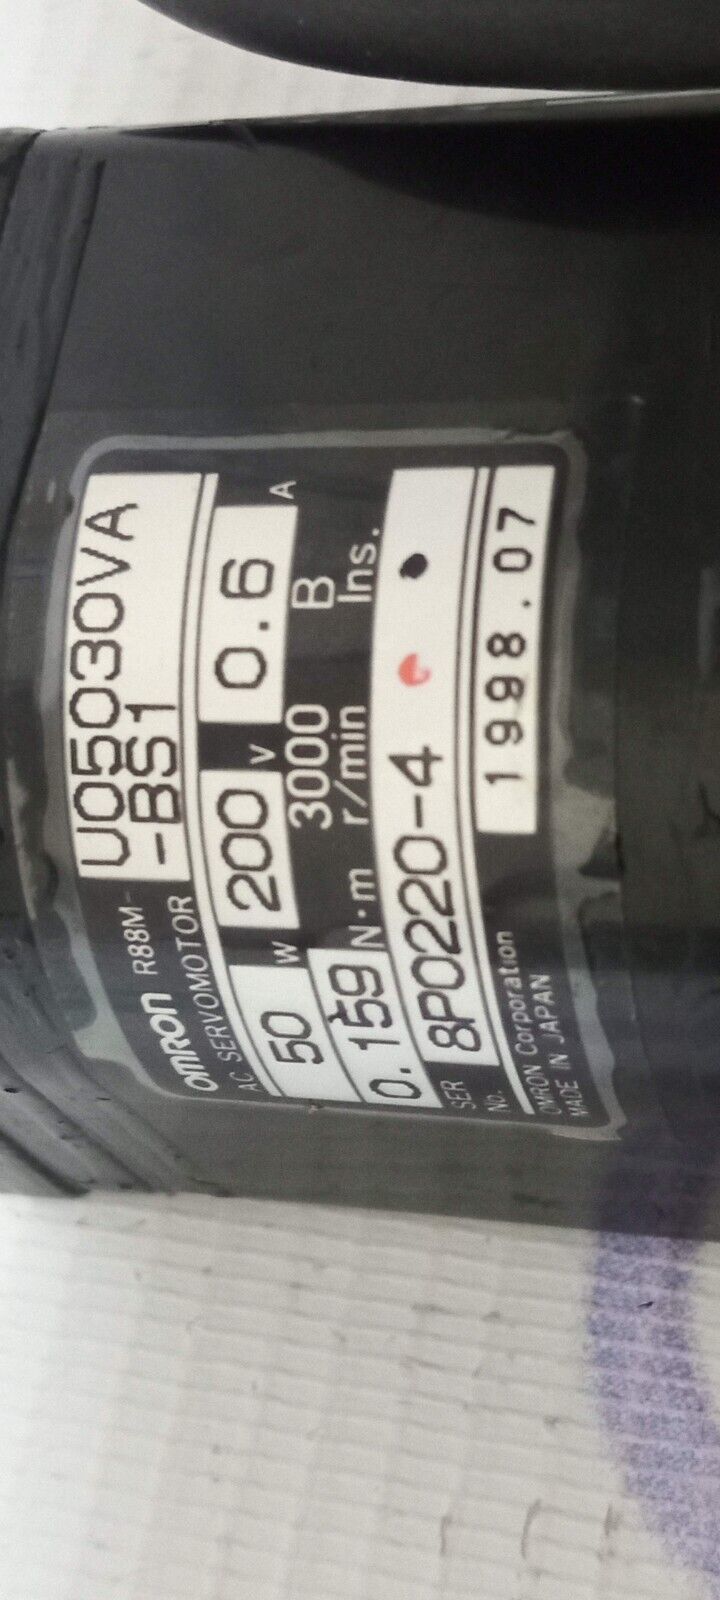 OMRON R88M- U05030VA
AC SERVOMOTOR -BS1
50 W 200 V 0.6 A
0.159 N·m 3000 r/min B Ins.
SER No. 8P0220-4
1998.07
OMRON Corporation
MADE IN JAPAN